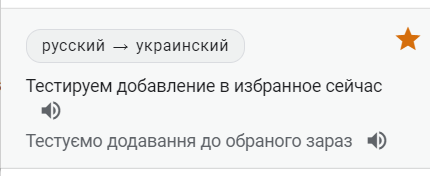 русский → украинский
Тестируем добавление в избранное сейчас
Тестуємо додавання до обраного зараз